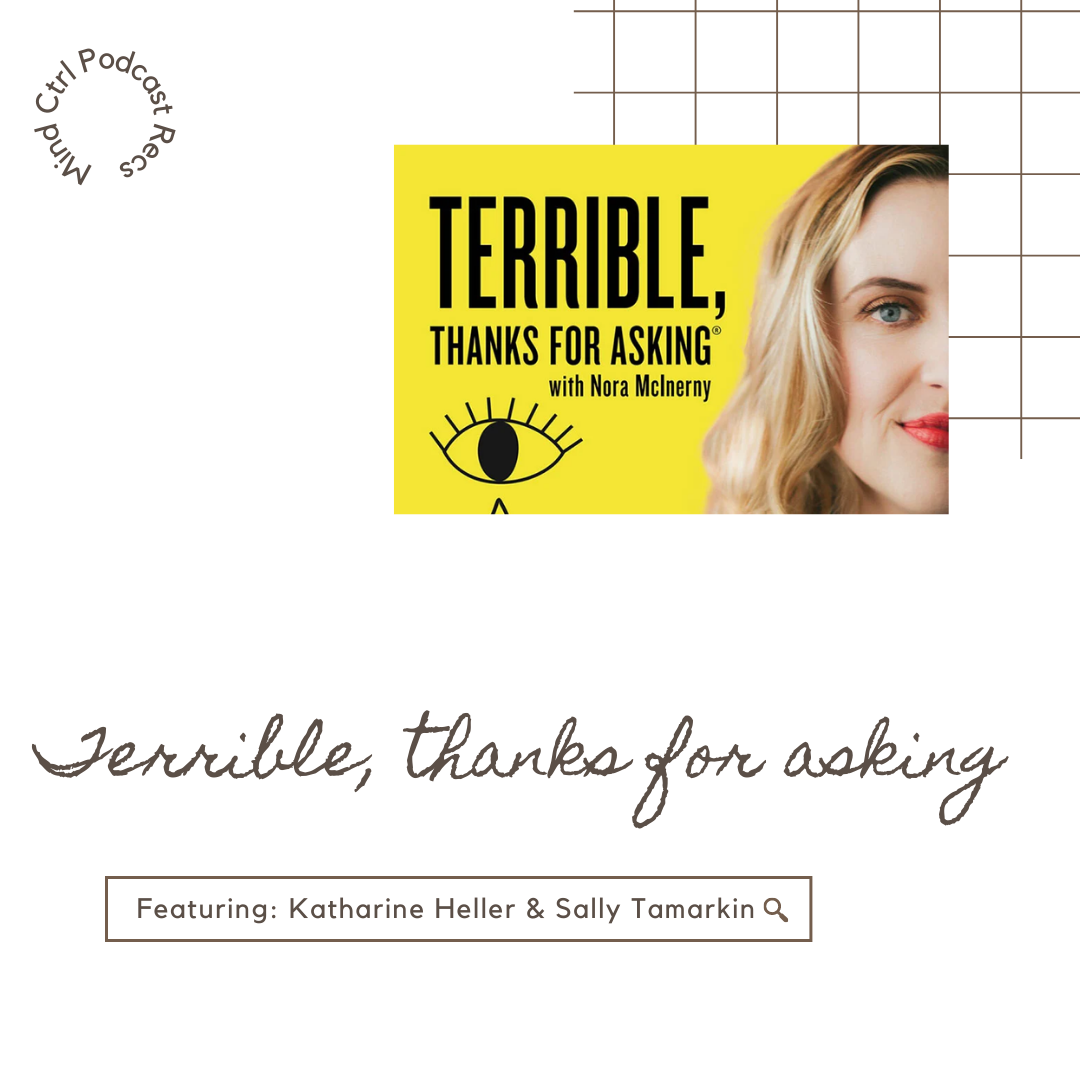 Mind Ctrl Podcast Recs
TERRIBLE,
THANKS FOR ASKING®
with Nora McInerny
Terrible, thanks for asking
Featuring: Katharine Heller & Sally Tamarkin